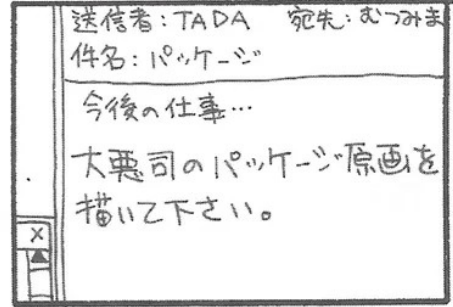 送信者：TADA　宛先：むつみま
件名：パッケージ
今後の仕事…
大悪司のパッケージ原画を
描いて下さい。
×